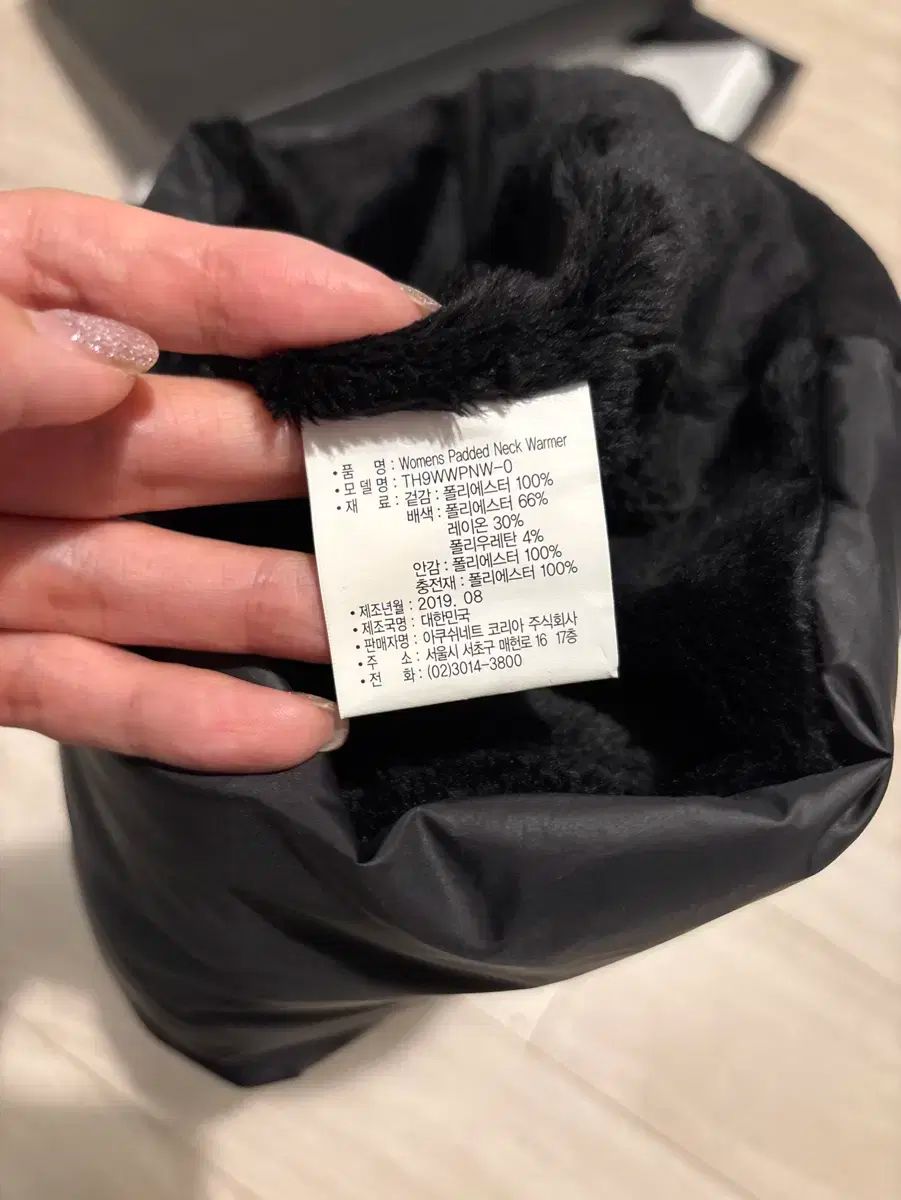 • 품 명 : Womens Padded Neck Warmer
• 모델명 : TH9WWPNW-0
• 재 료 : 겉감 : 폴리에스터 100%
배색 : 폴리에스터 66%
레이온 30%
폴리우레탄 4%
안감 : 폴리에스터 100%
충전재 : 폴리에스터 100%
• 제조년월 : 2019. 08
• 제조국명 : 대한민국
• 판매자명 : 아쿠쉬네트 코리아 주식회사
• 주 소 : 서울시 서초구 매헌로 16 17층
• 전 화 : (02)3014-3800